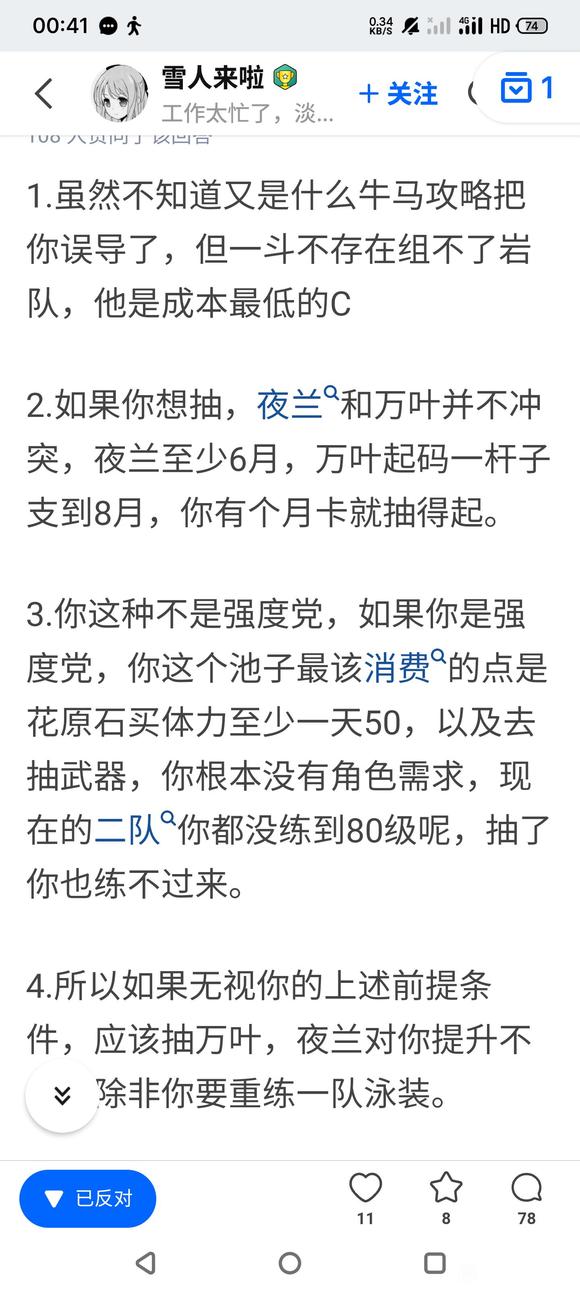 00:41
0.34 KB/S 4G HD 74
雪人来啦
工作太忙了，淡...
+ 关注
1
108 人赞同了该回答
1.虽然不知道又是什么牛马攻略把
你误导了，但一斗不存在组不了岩
队，他是成本最低的C
2.如果你想抽，夜兰和万叶并不冲
突，夜兰至少6月，万叶起码一杆子
支到8月，你有个月卡就抽得起。
3.你这种不是强度党，如果你是强
度党，你这个池子最该消费的点是
花原石买体力至少一天50，以及去
抽武器，你根本没有角色需求，现
在的二队你都没练到80级呢，抽了
你也练不过来。
4.所以如果无视你的上述前提条
件，应该抽万叶，夜兰对你提升不
除非你要重练一队泳装。
已反对
11
8
78